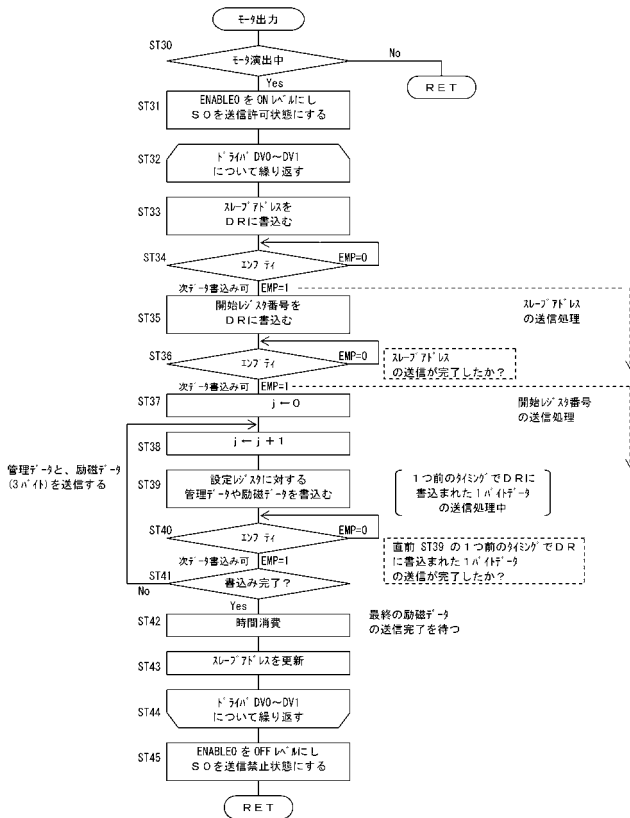 モータ出力
ST30
モータ演出中
No
RET
Yes
ST31
ENABLE0 を ONレベルにし
S0を送信許可状態にする
ST32
ドライバ DV0～DV1
について繰り返す
ST33
スレーブアドレスを
DRに書込む
ST34
エンプティ
EMP=0
次データ書込み可 EMP=1
スレーブアドレス
の送信処理
ST35
開始レジスタ番号を
DRに書込む
ST36
エンプティ
EMP=0
スレーブアドレス
の送信が完了したか？
次データ書込み可 EMP=1
開始レジスタ番号
の送信処理
ST37
j←0
ST38
j←j＋1
管理データと、励磁データ
(3バイト)を送信する
ST39
設定レジスタに対する
管理データや励磁データを書込む
１つ前のタイミングでDRに
書込まれた１バイトデータ
の送信処理中
ST40
エンプティ
EMP=0
次データ書込み可 EMP=1
直前 ST39 の１つ前のタイミングでDR
に書込まれた１バイトデータ
の送信が完了したか？
ST41
書込み完了？
No
Yes
ST42
時間消費
最終の励磁データ
の送信完了を待つ
ST43
スレーブアドレスを更新
ST44
ドライバ DV0～DV1
について繰り返す
ST45
ENABLE0 を OFFレベルにし
S0を送信禁止状態にする
RET